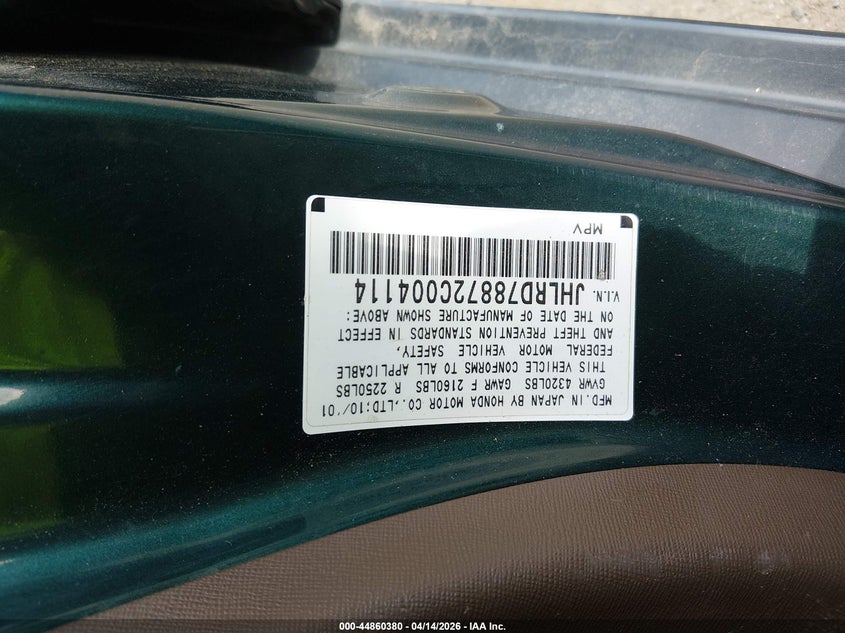 MFD. IN JAPAN BY HONDA MOTOR CO., LTD; 10/'01
GVWR 4320LBS GAWR F 2160LBS R 2250LBS
THIS VEHICLE CONFORMS TO ALL APPLICABLE
FEDERAL MOTOR VEHICLE SAFETY,
AND THEFT PREVENTION STANDARDS IN EFFECT
ON THE DATE OF MANUFACTURE SHOWN ABOVE:
V.I.N. JHLRD78872C004114
MPV
000-44860380 - 04/14/2026 - IAA Inc.